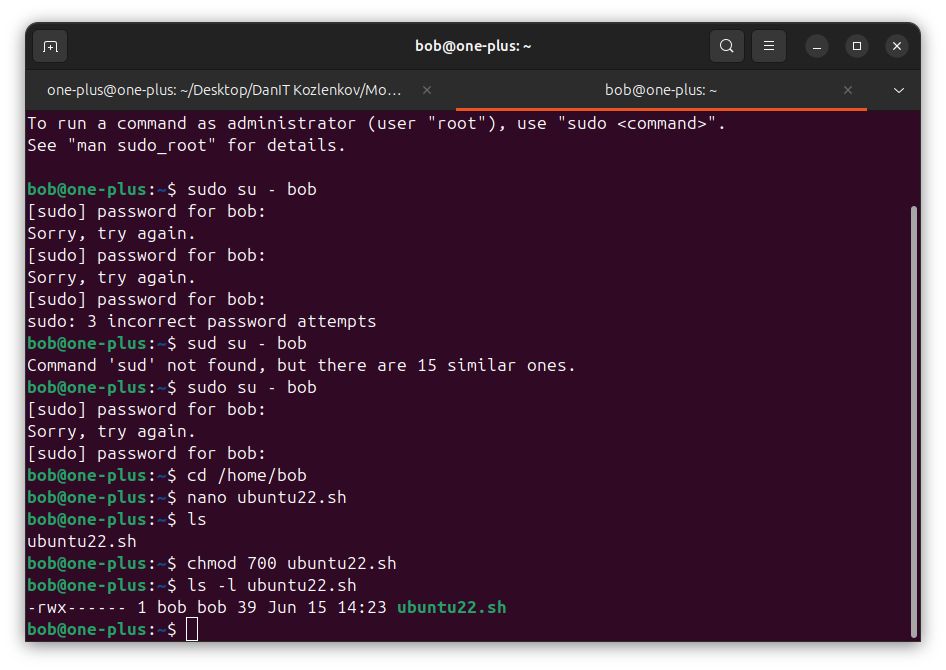 bob@one-plus: ~
one-plus@one-plus: ~/Desktop/DanIT Kozlenkov/Mo...
bob@one-plus: ~
To run a command as administrator (user "root"), use "sudo <command>".
See "man sudo_root" for details.
bob@one-plus:~$ sudo su - bob
[sudo] password for bob:
Sorry, try again.
[sudo] password for bob:
Sorry, try again.
[sudo] password for bob:
sudo: 3 incorrect password attempts
bob@one-plus:~$ sud su - bob
Command 'sud' not found, but there are 15 similar ones.
bob@one-plus:~$ sudo su - bob
[sudo] password for bob:
Sorry, try again.
[sudo] password for bob:
bob@one-plus:~$ cd /home/bob
bob@one-plus:~$ nano ubuntu22.sh
bob@one-plus:~$ ls
ubuntu22.sh
bob@one-plus:~$ chmod 700 ubuntu22.sh
bob@one-plus:~$ ls -l ubuntu22.sh
-rwx------ 1 bob bob 39 Jun 15 14:23 ubuntu22.sh
bob@one-plus:~$